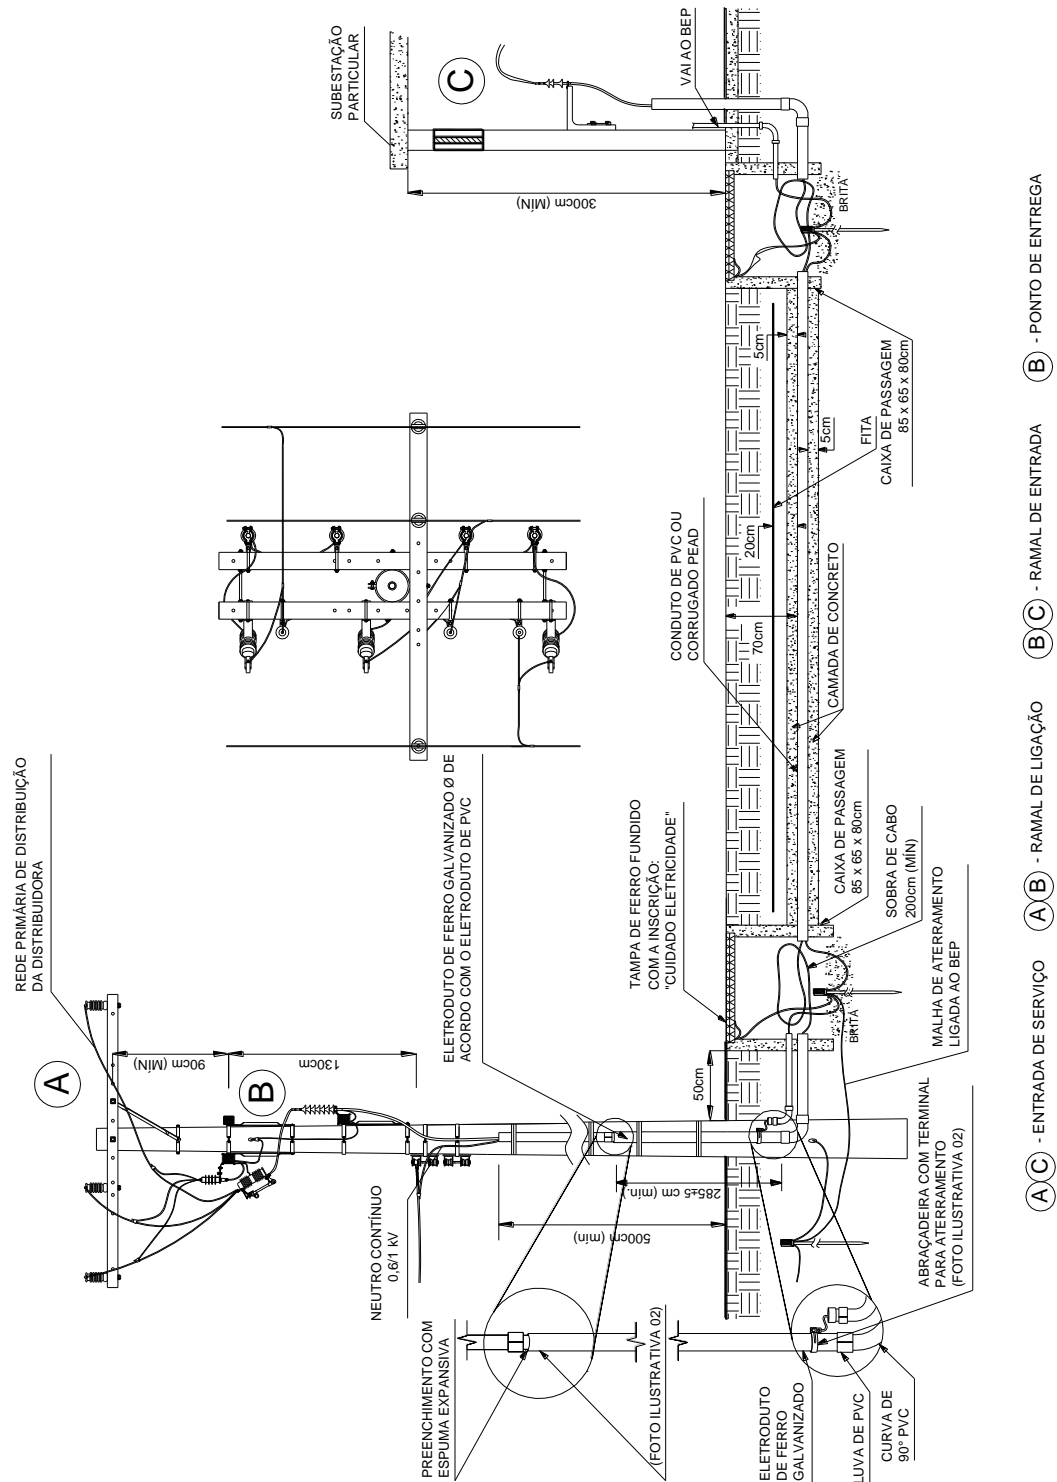 REDE PRIMÁRIA DE DISTRIBUIÇÃO
DA DISTRIBUIDORA
A
90cm (MÍN)
B
130cm
NEUTRO CONTÍNUO
0,6/1 kV
ELETRODUTO DE FERRO GALVANIZADO Ø DE
ACORDO COM O ELETRODUTO DE PVC
PREENCHIMENTO COM
ESPUMA EXPANSIVA
(FOTO ILUSTRATIVA 02)
500cm (mín)
285±5 cm (mín.)
ELETRODUTO
DE FERRO
GALVANIZADO
LUVA DE PVC
CURVA DE
90° PVC
ABRAÇADEIRA COM TERMINAL
PARA ATERRAMENTO
(FOTO ILUSTRATIVA 02)
MALHA DE ATERRAMENTO
LIGADA AO BEP
50cm
TAMPA DE FERRO FUNDIDO
COM A INSCRIÇÃO:
"CUIDADO ELETRICIDADE"
BRITA
SOBRA DE CABO
200cm (MÍN)
CAIXA DE PASSAGEM
85 x 65 x 80cm
CONDUTO DE PVC OU
CORRUGADO PEAD
70cm
20cm
CAMADA DE CONCRETO
FITA
5cm
5cm
CAIXA DE PASSAGEM
85 x 65 x 80cm
BRITA
SUBESTAÇÃO
PARTICULAR
C
300cm (MÍN)
VAI AO BEP
A C - ENTRADA DE SERVIÇO
A B - RAMAL DE LIGAÇÃO
B C - RAMAL DE ENTRADA
B - PONTO DE ENTREGA